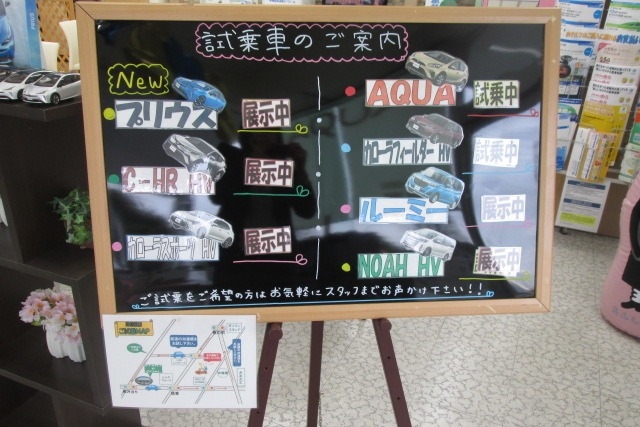 試乗車のご案内
New
プリウス 展示中
C-HR HV 展示中
カローラスポーツ HV 展示中
AQUA 試乗中
カローラフィールダー HV 試乗中
ルーミー 展示中
NOAH HV 展示中
ご試乗をご希望の方はお気軽にスタッフまでお声かけ下さい!!